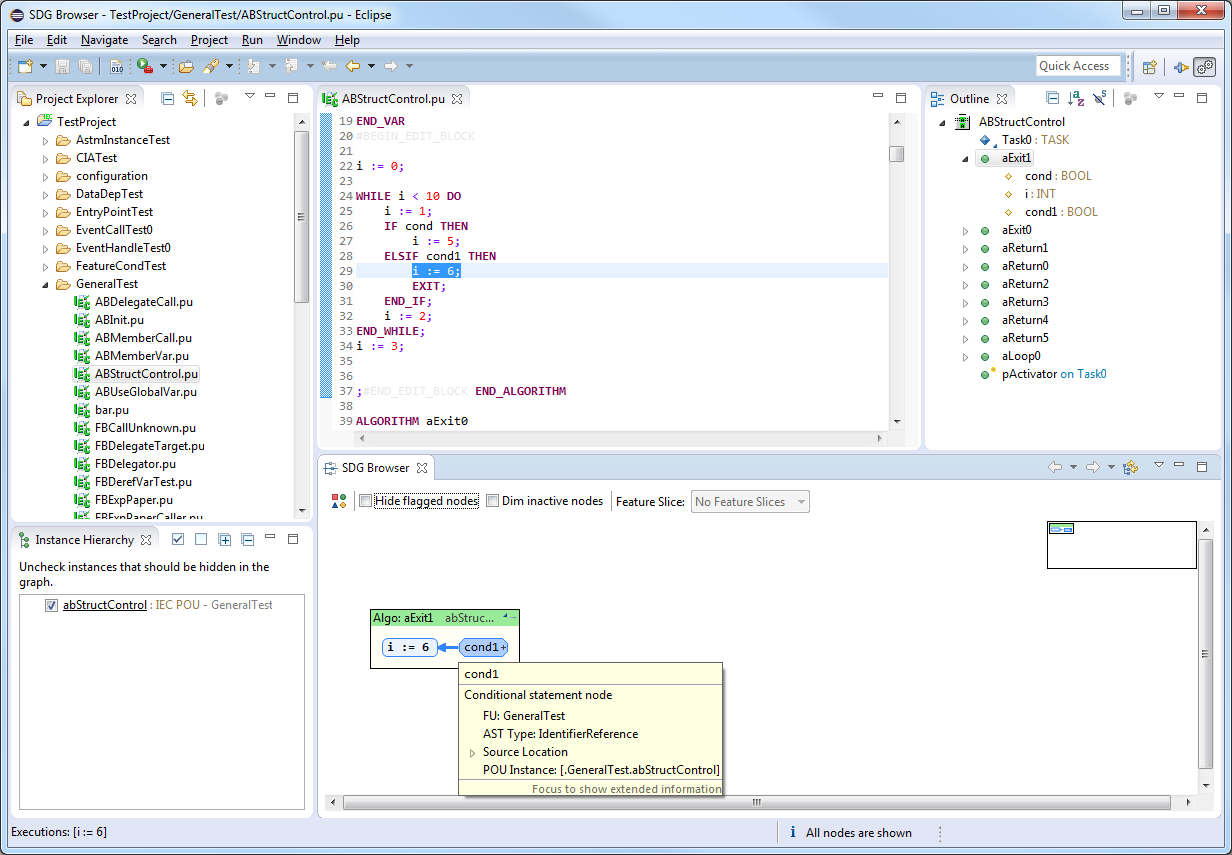 SDG Browser - TestProject/GeneralTest/ABStructControl.pu - Eclipse
File Edit Navigate Search Project Run Window Help
010
Quick Access
Project Explorer
TestProject
AstmInstanceTest
CIATest
configuration
DataDepTest
EntryPointTest
EventCallTest0
EventHandleTest0
FeatureCondTest
GeneralTest
ABDelegateCall.pu
ABInit.pu
ABMemberCall.pu
ABMemberVar.pu
ABStructControl.pu
ABUseGlobalVar.pu
bar.pu
FBCallUnknown.pu
FBDelegateTarget.pu
FBDelegator.pu
FBDerefVarTest.pu
FBExpPaper.pu
FBExpPaperCaller.pu
ABStructControl.pu
19 END_VAR
20 #BEGIN_EDIT_BLOCK
21
22 i := 0;
23
24 WHILE i < 10 DO
25 i := 1;
26 IF cond THEN
27 i := 5;
28 ELSIF cond1 THEN
29 i := 6;
30 EXIT;
31 END_IF;
32 i := 2;
33 END_WHILE;
34 i := 3;
35
36
37 ;#END_EDIT_BLOCK END_ALGORITHM
38
39 ALGORITHM aExit0
Outline
ABStructControl
Task0 : TASK
aExit1
cond : BOOL
i : INT
cond1 : BOOL
aExit0
aReturn1
aReturn0
aReturn2
aReturn3
aReturn4
aReturn5
aLoop0
pActivator on Task0
Instance Hierarchy
Uncheck instances that should be hidden in the
graph.
abStructControl : IEC POU - GeneralTest
SDG Browser
Hide flagged nodes Dim inactive nodes Feature Slice: No Feature Slices
Algo: aExit1 abStruc...
i := 6 cond1+
cond1
Conditional statement node
FU: GeneralTest
AST Type: IdentifierReference
Source Location
POU Instance: [.GeneralTest.abStructControl]
Focus to show extended information
Executions: [i := 6]
All nodes are shown